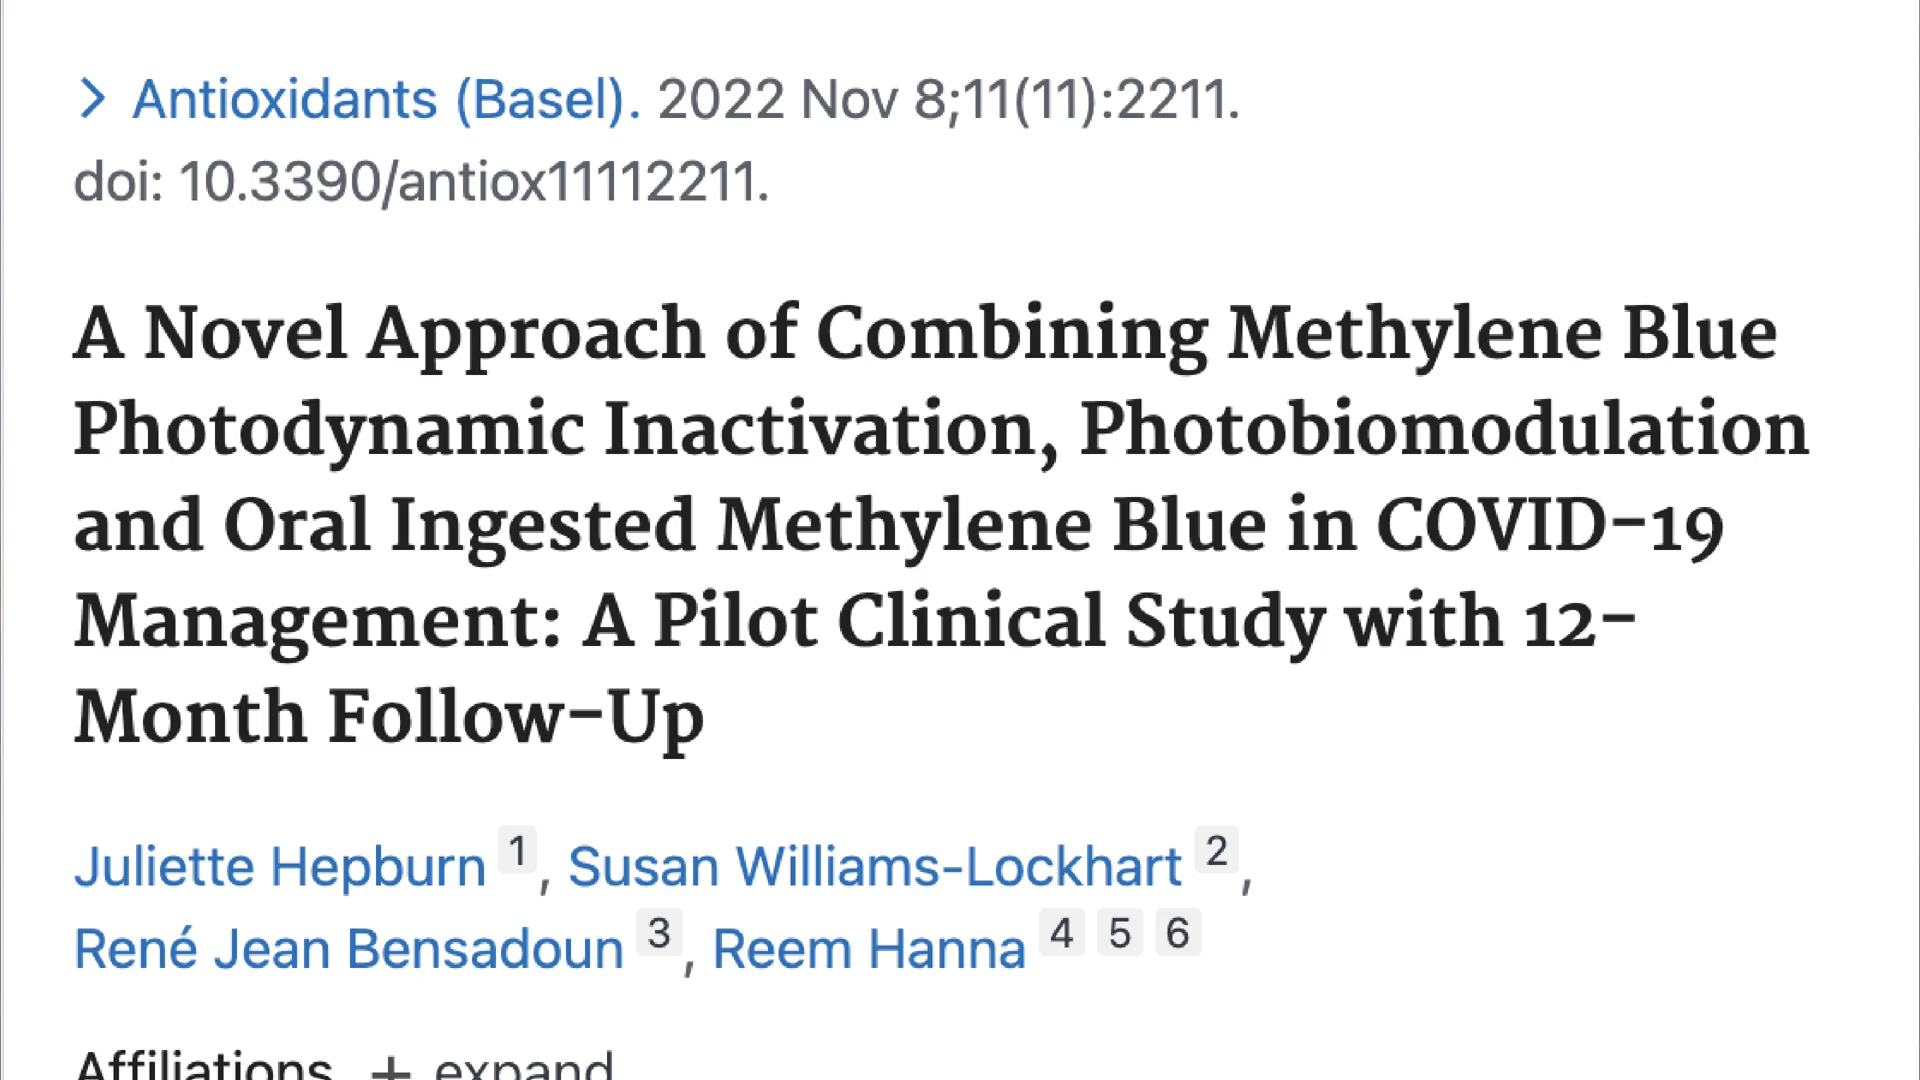 > Antioxidants (Basel). 2022 Nov 8;11(11):2211.
doi: 10.3390/antiox11112211.
A Novel Approach of Combining Methylene Blue
Photodynamic Inactivation, Photobiomodulation
and Oral Ingested Methylene Blue in COVID-19
Management: A Pilot Clinical Study with 12-
Month Follow-Up
Juliette Hepburn 1, Susan Williams-Lockhart 2,
René Jean Bensadoun 3, Reem Hanna 4 5 6
Affiliations + expand